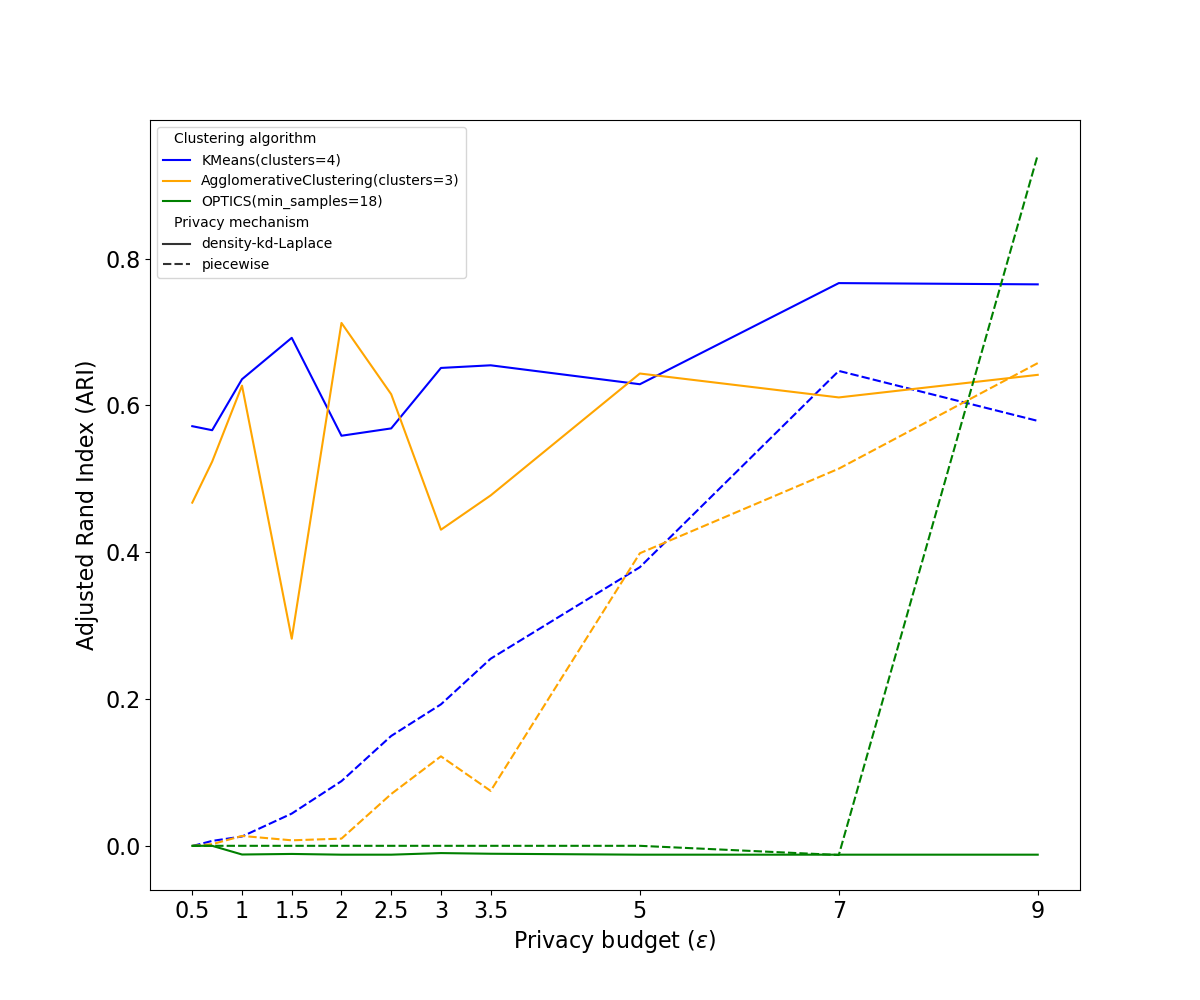 Clustering algorithm
KMeans(clusters=4)
AgglomerativeClustering(clusters=3)
OPTICS(min_samples=18)
Privacy mechanism
density-kd-Laplace
piecewise
Adjusted Rand Index (ARI)
0.8
0.6
0.4
0.2
0.0
0.5 1 1.5 2 2.5 3 3.5 5 7 9
Privacy budget (ε)